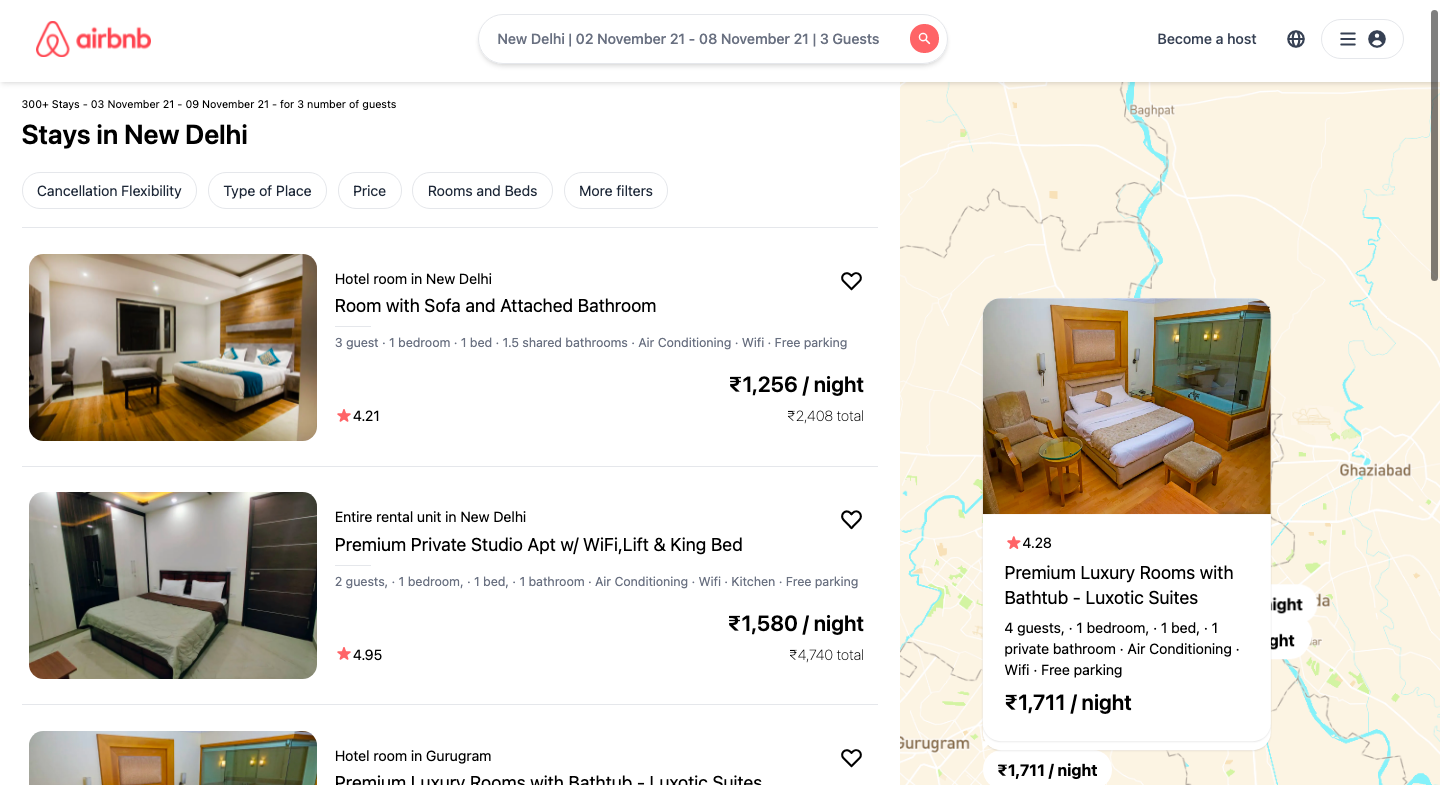 airbnb
New Delhi | 02 November 21 - 08 November 21 | 3 Guests
Become a host
300+ Stays - 03 November 21 - 09 November 21 - for 3 number of guests
Stays in New Delhi
Cancellation Flexibility
Type of Place
Price
Rooms and Beds
More filters
Hotel room in New Delhi
Room with Sofa and Attached Bathroom
3 guest · 1 bedroom · 1 bed · 1.5 shared bathrooms · Air Conditioning · Wifi · Free parking
₹1,256 / night
4.21
₹2,408 total
Entire rental unit in New Delhi
Premium Private Studio Apt w/ WiFi,Lift & King Bed
2 guests, · 1 bedroom, · 1 bed, · 1 bathroom · Air Conditioning · Wifi · Kitchen · Free parking
₹1,580 / night
4.95
₹4,740 total
Hotel room in Gurugram
Premium Luxury Rooms with Bathtub - Luxotic Suites
Baghpat
Ghaziabad
4.28
Premium Luxury Rooms with
Bathtub - Luxotic Suites
4 guests, · 1 bedroom, · 1 bed, · 1
private bathroom · Air Conditioning ·
Wifi · Free parking
₹1,711 / night
Gurugram
₹1,711 / night